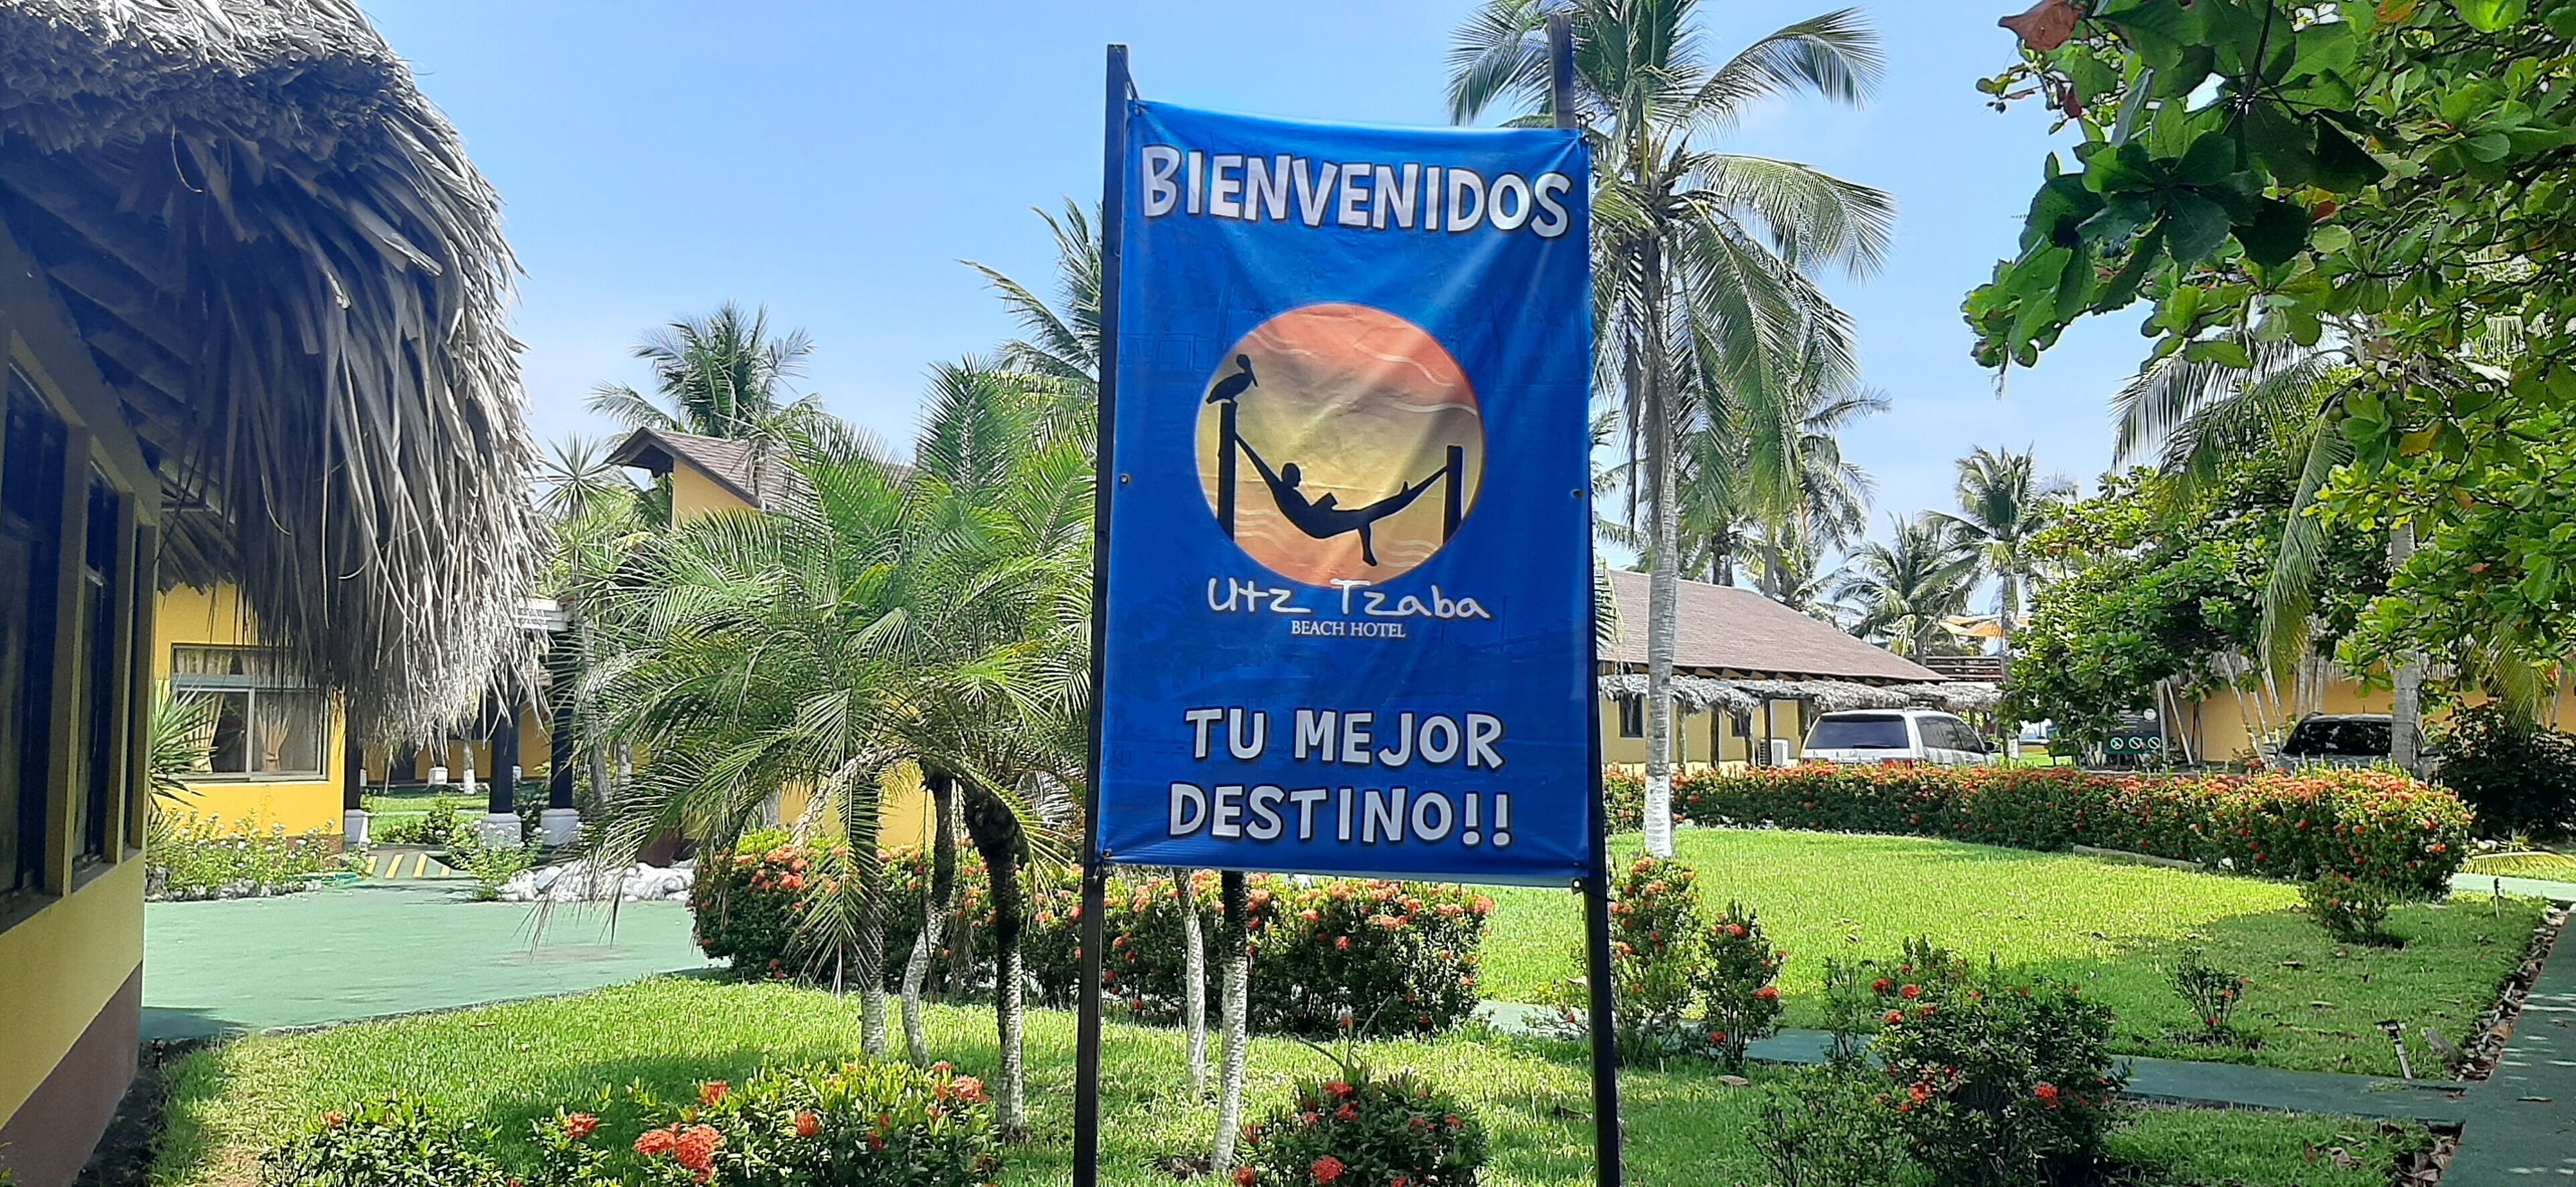 BIENVENIDOS
Utz Tzaba
BEACH HOTEL
TU MEJOR
DESTINO!!